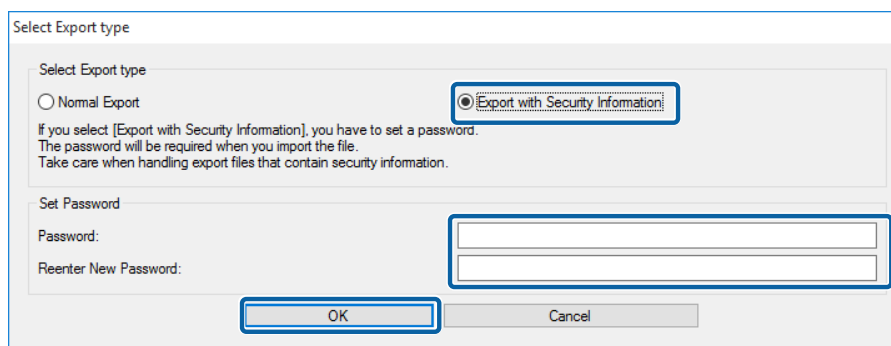 Select Export type
Select Export type
Normal Export
Export with Security Information
If you select [Export with Security Information], you have to set a password.
The password will be required when you import the file.
Take care when handling export files that contain security information.
Set Password
Password:
Reenter New Password:
OK
Cancel